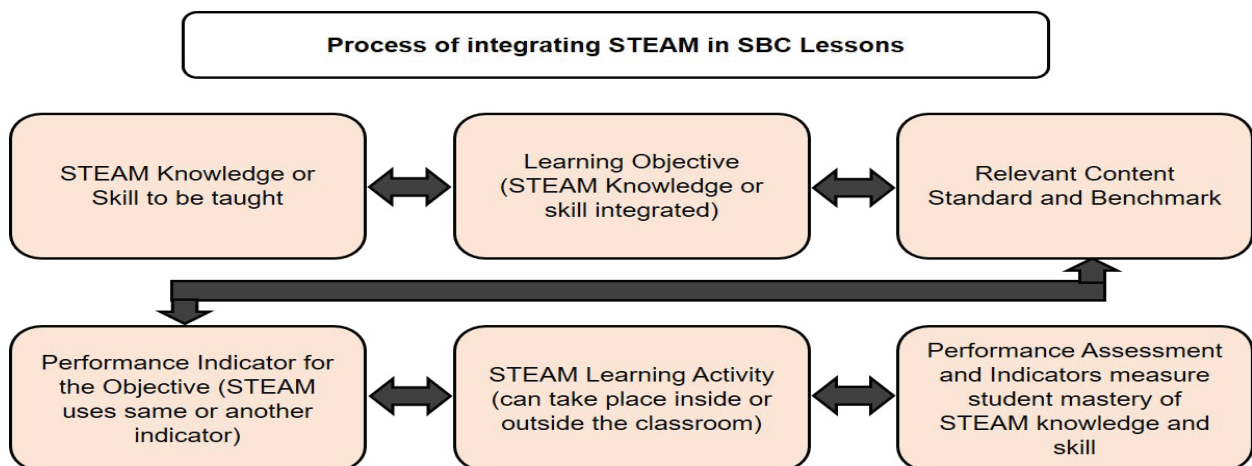 Process of integrating STEAM in SBC Lessons
STEAM Knowledge or
Skill to be taught
Learning Objective
(STEAM Knowledge or
skill integrated)
Relevant Content
Standard and Benchmark
Performance Indicator for
the Objective (STEAM
uses same or another
indicator)
STEAM Learning Activity
(can take place inside or
outside the classroom)
Performance Assessment
and Indicators measure
student mastery of
STEAM knowledge and
skill